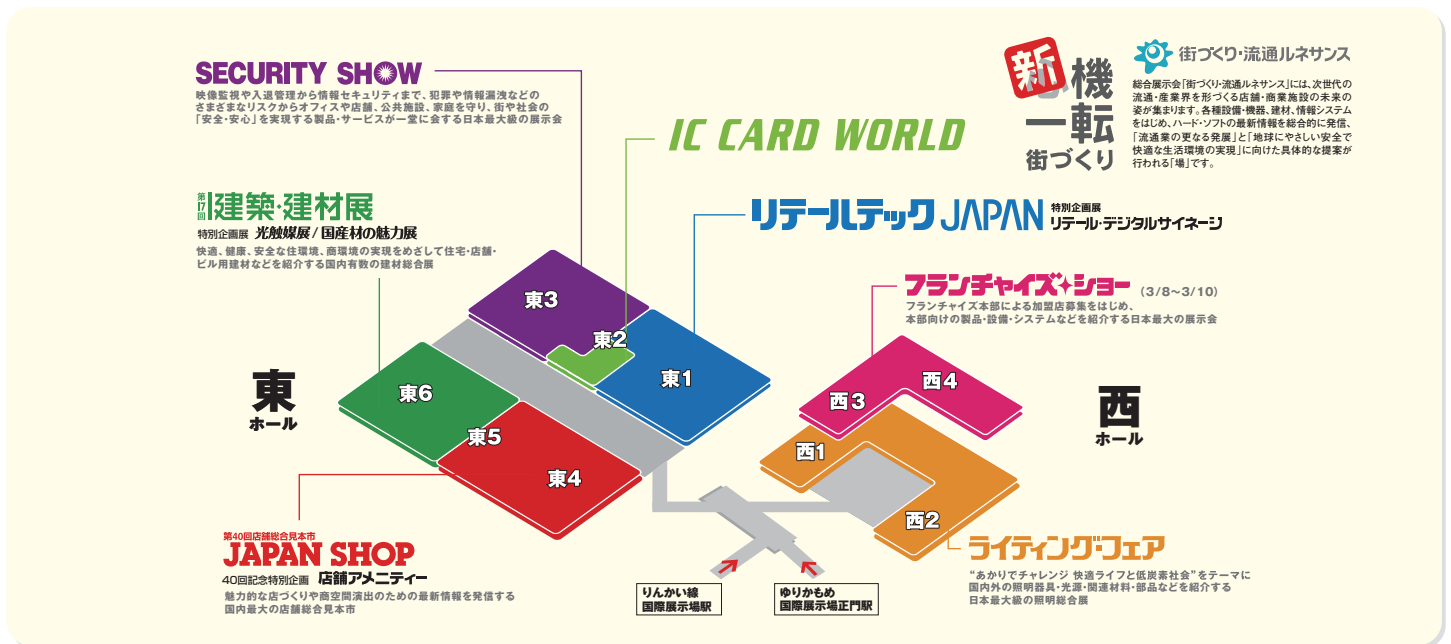 SECURITY SHOW
映像監視や入退管理から情報セキュリティまで、犯罪や情報漏洩などの
さまざまなリスクからオフィスや店舗、公共施設、家庭を守り、街や社会の
「安全・安心」を実現する製品・サービスが一堂に会する日本最大級の展示会
IC CARD WORLD
新
機
一転
街づくり
街づくり・流通ルネサンス
総合展示会「街づくり・流通ルネサンス」には、次世代の
流通・産業界を形づくる店舗・商業施設の未来の
姿が集まります。各種設備・機器、建材、情報システム
をはじめ、ハード・ソフトの最新情報を総合的に発信、
「流通業の更なる発展」と「地球にやさしい安全で
快適な生活環境の実現」に向けた具体的な提案が
行われる「場」です。
第17回 建築・建材展
特別企画展 光触媒展/国産材の魅力展
快適、健康、安全な住環境、商環境の実現をめざして住宅・店舗・
ビル用建材などを紹介する国内有数の建材総合展
リテールテック JAPAN
特別企画展
リテール・デジタルサイネージ
フランチャイズ・ショー (3/8~3/10)
フランチャイズ本部による加盟店募集をはじめ、
本部向けの製品・設備・システムなどを紹介する日本最大の展示会
東3
東2
東1
東6
東5
東4
東
ホール
西4
西3
西1
西2
西
ホール
第40回店舗総合見本市
JAPAN SHOP
40回記念特別企画 店舗アメニティー
魅力的な店づくりや商空間演出のための最新情報を発信する
国内最大の店舗総合見本市
りんかい線
国際展示場駅
ゆりかもめ
国際展示場正門駅
ライティング・フェア
“あかりでチャレンジ 快適ライフと低炭素社会”をテーマに
国内外の照明器具・光源・関連材料・部品などを紹介する
日本最大級の照明総合展